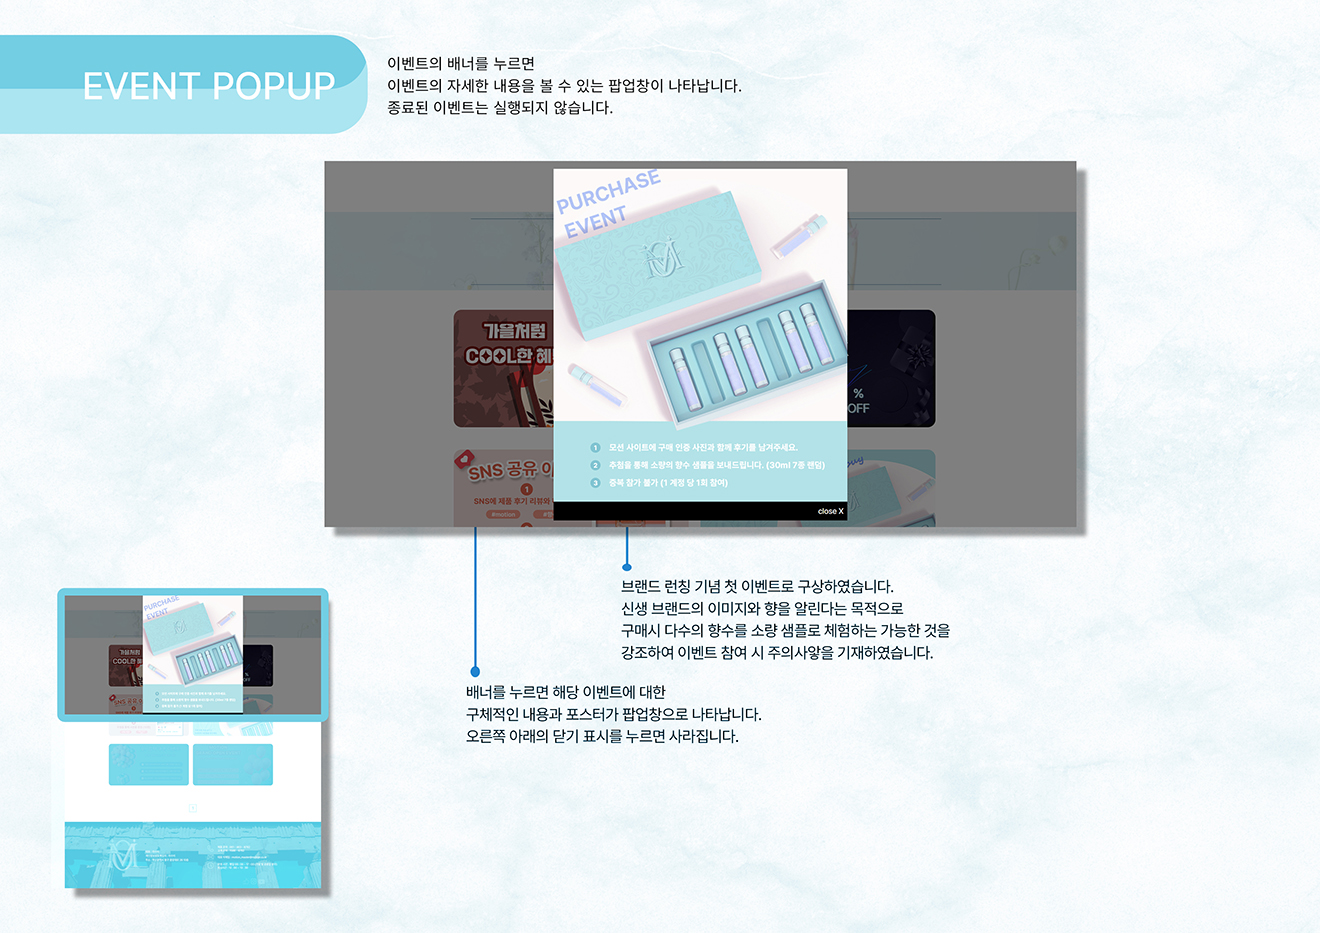 EVENT POPUP
이벤트의 배너를 누르면
이벤트의 자세한 내용을 볼 수 있는 팝업창이 나타납니다.
종료된 이벤트는 실행되지 않습니다.
PURCHASE
EVENT
가을처럼
COOL한 혜
%
OFF
SNS 공유 이
1
SNS에 제품 후기 리뷰와
#motion
1 모션 사이트에 구매 인증 사진과 함께 후기를 남겨주세요.
2 추첨을 통해 소량의 향수 샘플을 보내드립니다. (30ml 7종 랜덤)
3 중복 참가 불가 (1 계정 당 1회 참여)
close X
브랜드 런칭 기념 첫 이벤트로 구상하였습니다.
신생 브랜드의 이미지와 향을 알린다는 목적으로
구매시 다수의 향수를 소량 샘플로 체험하는 가능한 것을
강조하여 이벤트 참여 시 주의사앟을 기재하였습니다.
배너를 누르면 해당 이벤트에 대한
구체적인 내용과 포스터가 팝업창으로 나타납니다.
오른쪽 아래의 닫기 표시를 누르면 사라집니다.
PURCHASE
EVENT
가을처럼
COOL한 혜
OFF
SNS 공유 이